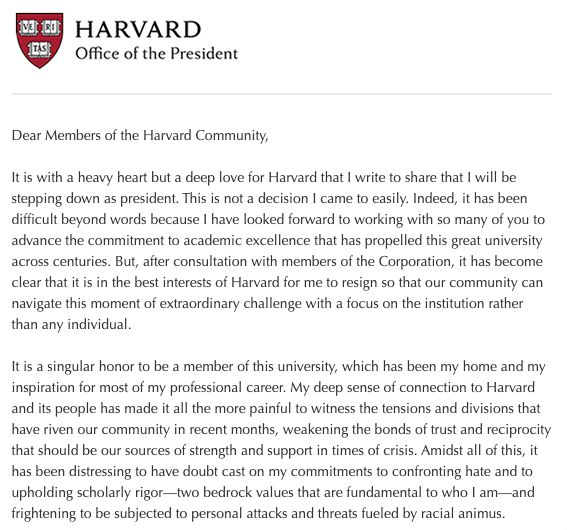 VE RI
TAS
HARVARD
Office of the President
Dear Members of the Harvard Community,
It is with a heavy heart but a deep love for Harvard that I write to share that I will be
stepping down as president. This is not a decision I came to easily. Indeed, it has been
difficult beyond words because I have looked forward to working with so many of you to
advance the commitment to academic excellence that has propelled this great university
across centuries. But, after consultation with members of the Corporation, it has become
clear that it is in the best interests of Harvard for me to resign so that our community can
navigate this moment of extraordinary challenge with a focus on the institution rather
than any individual.
It is a singular honor to be a member of this university, which has been my home and my
inspiration for most of my professional career. My deep sense of connection to Harvard
and its people has made it all the more painful to witness the tensions and divisions that
have riven our community in recent months, weakening the bonds of trust and reciprocity
that should be our sources of strength and support in times of crisis. Amidst all of this, it
has been distressing to have doubt cast on my commitments to confronting hate and to
upholding scholarly rigor—two bedrock values that are fundamental to who I am—and
frightening to be subjected to personal attacks and threats fueled by racial animus.